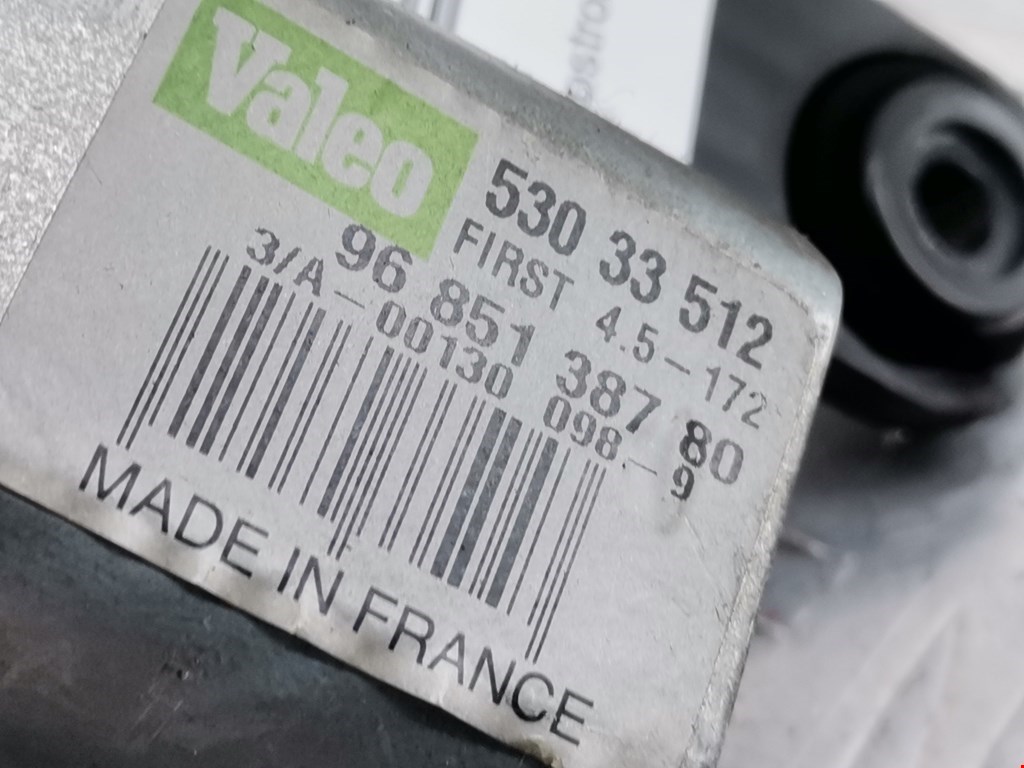 Valeo
530 33 512
FIRST 4.5-172
96 851 387 80
3/A-00130 098-9
MADE IN FRANCE